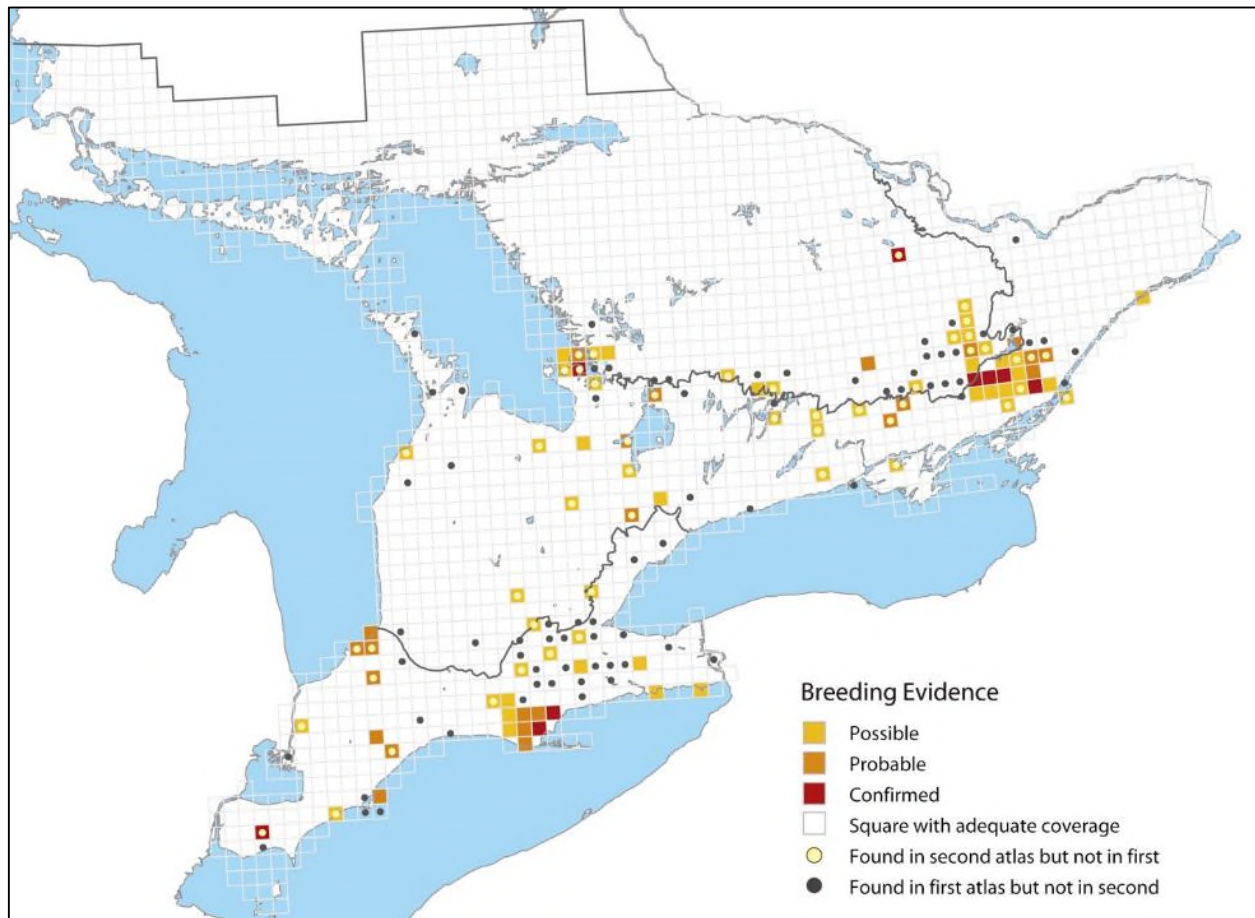 Breeding Evidence
Possible
Probable
Confirmed
Square with adequate coverage
Found in second atlas but not in first
Found in first atlas but not in second